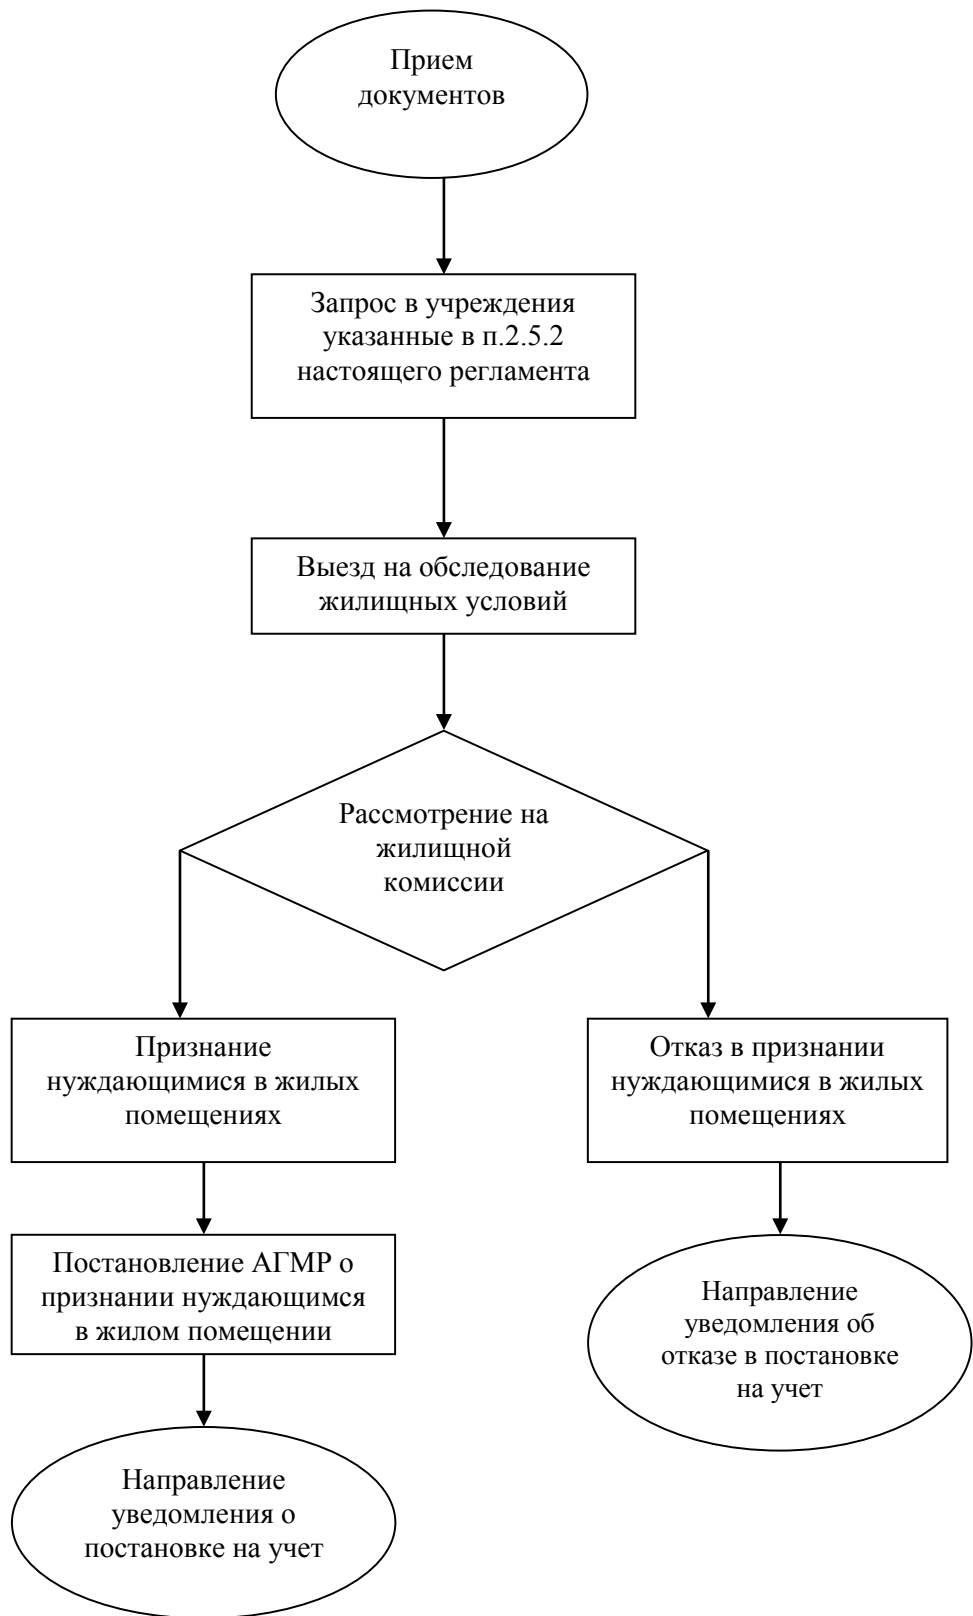 Прием
документов
Запрос в учреждения
указанные в п.2.5.2
настоящего регламента
Выезд на обследование
жилищных условий
Рассмотрение на
жилищной
комиссии
Признание
нуждающимися в жилых
помещениях
Отказ в признании
нуждающимися в жилых
помещениях
Постановление АГМР о
признании нуждающимся
в жилом помещении
Направление
уведомления об
отказе в постановке
на учет
Направление
уведомления о
постановке на учет